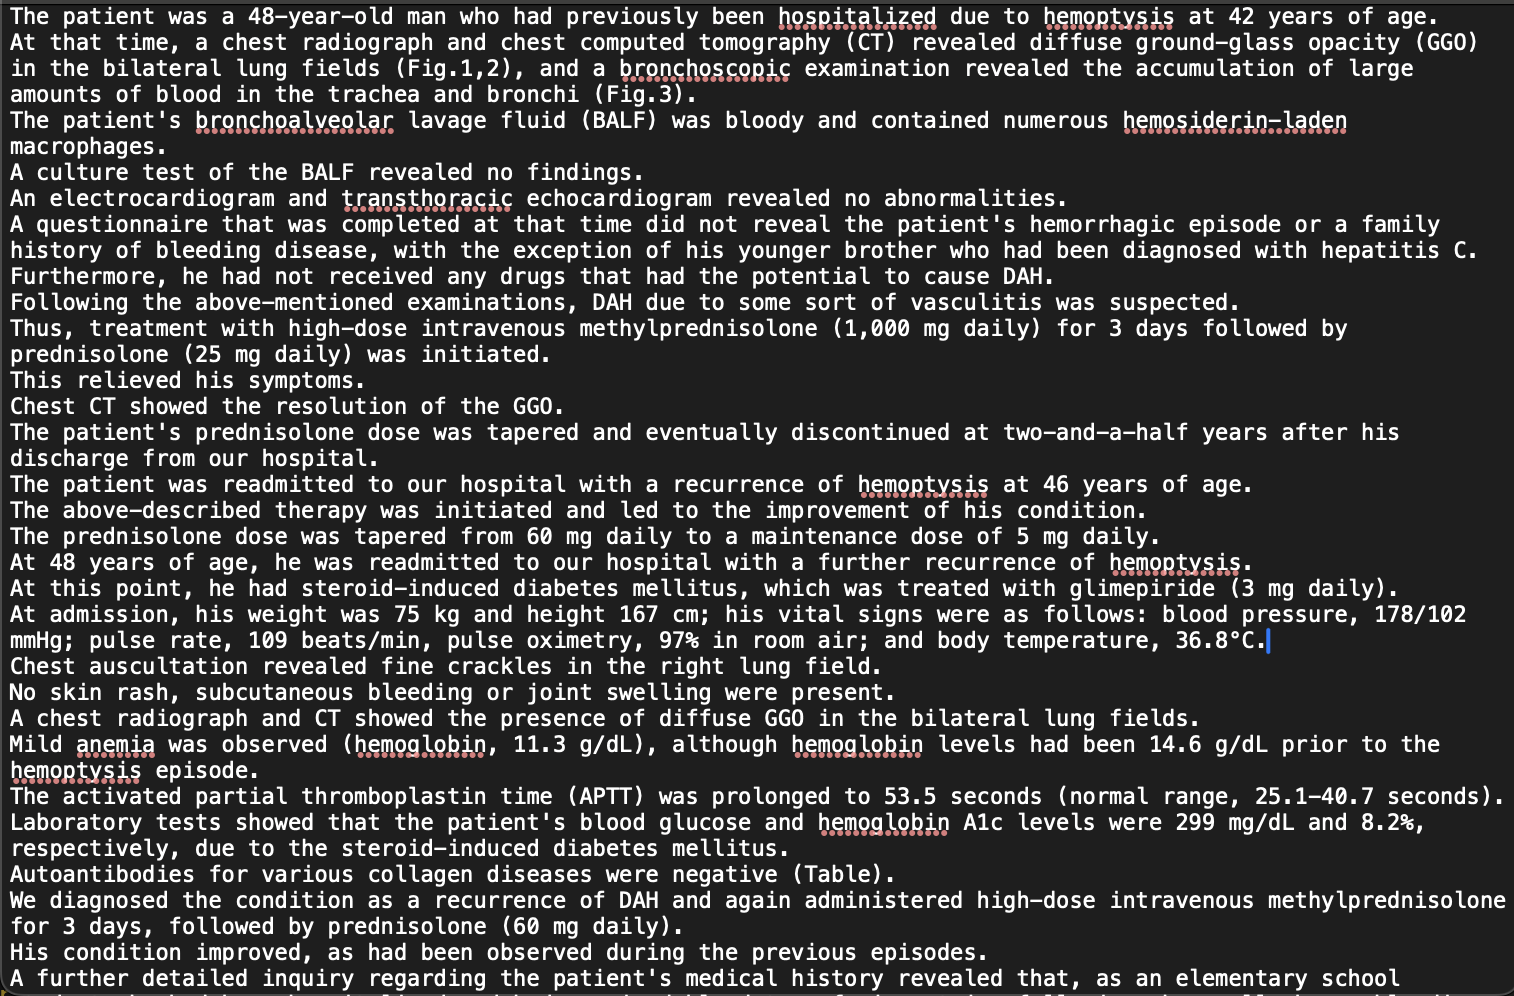 The patient was a 48-year-old man who had previously been hospitalized due to hemoptysis at 42 years of age.
At that time, a chest radiograph and chest computed tomography (CT) revealed diffuse ground-glass opacity (GGO)
in the bilateral lung fields (Fig.1,2), and a bronchoscopic examination revealed the accumulation of large
amounts of blood in the trachea and bronchi (Fig.3).
The patient's bronchoalveolar lavage fluid (BALF) was bloody and contained numerous hemosiderin-laden
macrophages.
A culture test of the BALF revealed no findings.
An electrocardiogram and transthoracic echocardiogram revealed no abnormalities.
A questionnaire that was completed at that time did not reveal the patient's hemorrhagic episode or a family
history of bleeding disease, with the exception of his younger brother who had been diagnosed with hepatitis C.
Furthermore, he had not received any drugs that had the potential to cause DAH.
Following the above-mentioned examinations, DAH due to some sort of vasculitis was suspected.
Thus, treatment with high-dose intravenous methylprednisolone (1,000 mg daily) for 3 days followed by
prednisolone (25 mg daily) was initiated.
This relieved his symptoms.
Chest CT showed the resolution of the GGO.
The patient's prednisolone dose was tapered and eventually discontinued at two-and-a-half years after his
discharge from our hospital.
The patient was readmitted to our hospital with a recurrence of hemoptysis at 46 years of age.
The above-described therapy was initiated and led to the improvement of his condition.
The prednisolone dose was tapered from 60 mg daily to a maintenance dose of 5 mg daily.
At 48 years of age, he was readmitted to our hospital with a further recurrence of hemoptysis.
At this point, he had steroid-induced diabetes mellitus, which was treated with glimepiride (3 mg daily).
At admission, his weight was 75 kg and height 167 cm; his vital signs were as follows: blood pressure, 178/102
mmHg; pulse rate, 109 beats/min, pulse oximetry, 97% in room air; and body temperature, 36.8°C.
Chest auscultation revealed fine crackles in the right lung field.
No skin rash, subcutaneous bleeding or joint swelling were present.
A chest radiograph and CT showed the presence of diffuse GGO in the bilateral lung fields.
Mild anemia was observed (hemoglobin, 11.3 g/dL), although hemoglobin levels had been 14.6 g/dL prior to the
hemoptysis episode.
The activated partial thromboplastin time (APTT) was prolonged to 53.5 seconds (normal range, 25.1-40.7 seconds).
Laboratory tests showed that the patient's blood glucose and hemoglobin A1c levels were 299 mg/dL and 8.2%,
respectively, due to the steroid-induced diabetes mellitus.
Autoantibodies for various collagen diseases were negative (Table).
We diagnosed the condition as a recurrence of DAH and again administered high-dose intravenous methylprednisolone
for 3 days, followed by prednisolone (60 mg daily).
His condition improved, as had been observed during the previous episodes.
A further detailed inquiry regarding the patient's medical history revealed that, as an elementary school